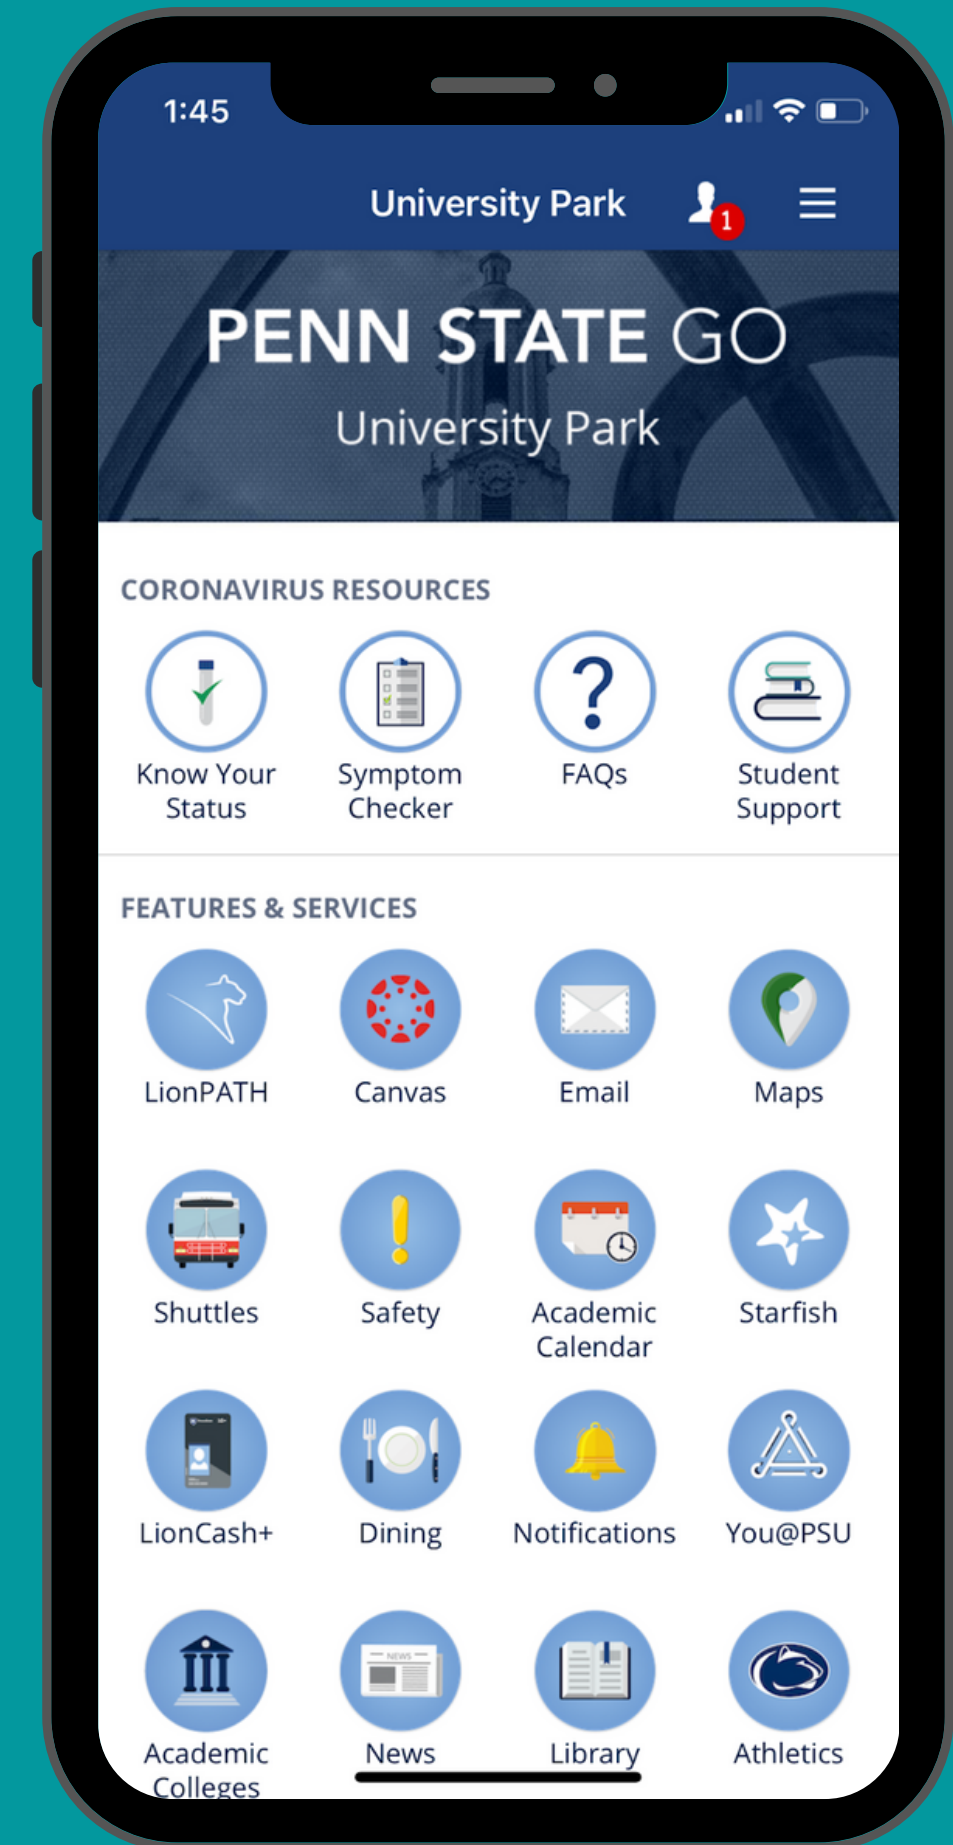 1:45
University Park
1
PENN STATE GO
University Park
CORONAVIRUS RESOURCES
Know Your
Status
Symptom
Checker
FAQs
Student
Support
FEATURES & SERVICES
LionPATH
Canvas
Email
Maps
Shuttles
Safety
Academic
Calendar
Starfish
LionCash+
Dining
Notifications
You@PSU
NEWS
Academic
Colleges
News
Library
Athletics